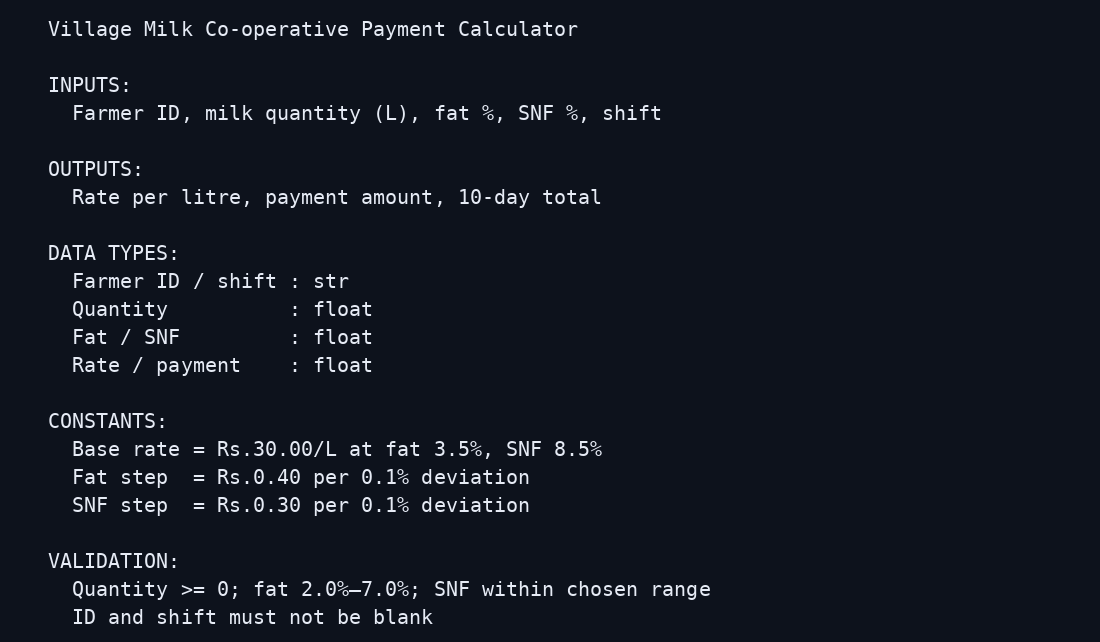 Village Milk Co-operative Payment Calculator
INPUTS:
Farmer ID, milk quantity (L), fat %, SNF %, shift
OUTPUTS:
Rate per litre, payment amount, 10-day total
DATA TYPES:
Farmer ID / shift : str
Quantity          : float
Fat / SNF         : float
Rate / payment    : float
CONSTANTS:
Base rate = Rs.30.00/L at fat 3.5%, SNF 8.5%
Fat step  = Rs.0.40 per 0.1% deviation
SNF step  = Rs.0.30 per 0.1% deviation
VALIDATION:
Quantity >= 0; fat 2.0%–7.0%; SNF within chosen range
ID and shift must not be blank